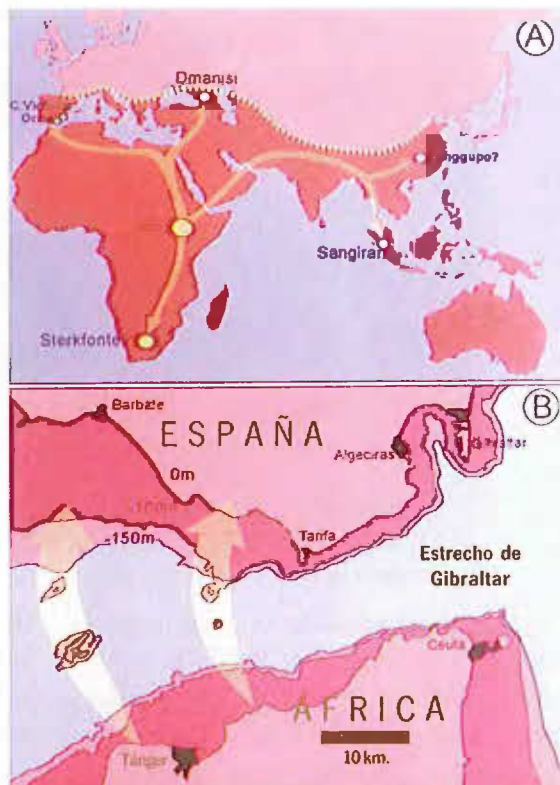 A
Dmanisi
Sangiran
B
Barbate
ESPAÑA
0m
Algeciras
Tarifa
-150m
Estrecho de
Gibraltar
Ceuta
AFRICA
10 km.
Tánger